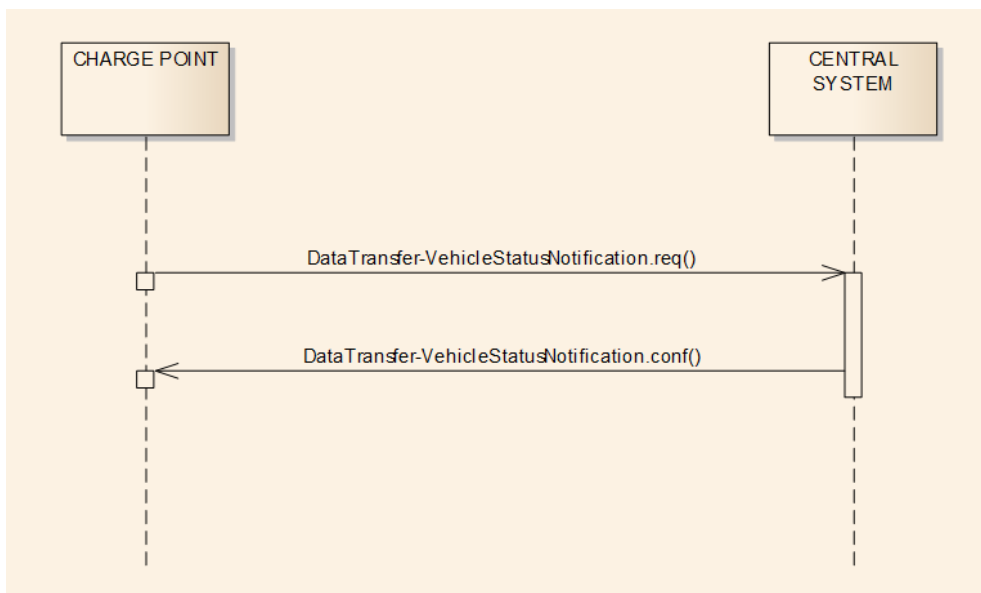 CHARGE POINT
CENTRAL
SYSTEM
DataTransfer-VehicleStatusNotification.req()
DataTransfer-VehicleStatusNotification.conf()